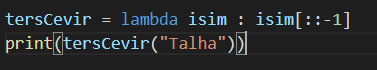 tersCevir = lambda isim : isim[::-1]
print(tersCevir("Talha"))